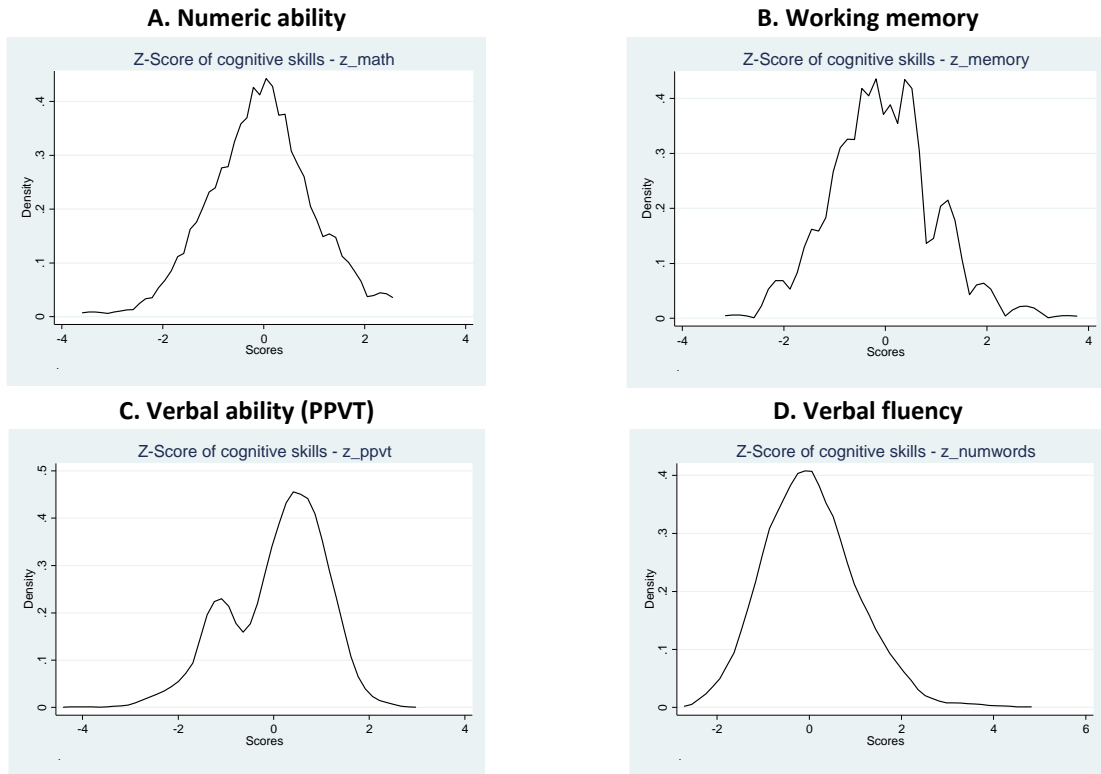 A. Numeric ability
Z-Score of cognitive skills - z_math
Density
0 .1 .2 .3 .4
-4 -2 0 2 4
Scores
.
B. Working memory
Z-Score of cognitive skills - z_memory
Density
0 .1 .2 .3 .4
-4 -2 0 2 4
Scores
.
C. Verbal ability (PPVT)
Z-Score of cognitive skills - z_ppvt
Density
0 .1 .2 .3 .4 .5
-4 -2 0 2 4
Scores
.
D. Verbal fluency
Z-Score of cognitive skills - z_numwords
Density
0 .1 .2 .3 .4
-2 0 2 4 6
Scores
.